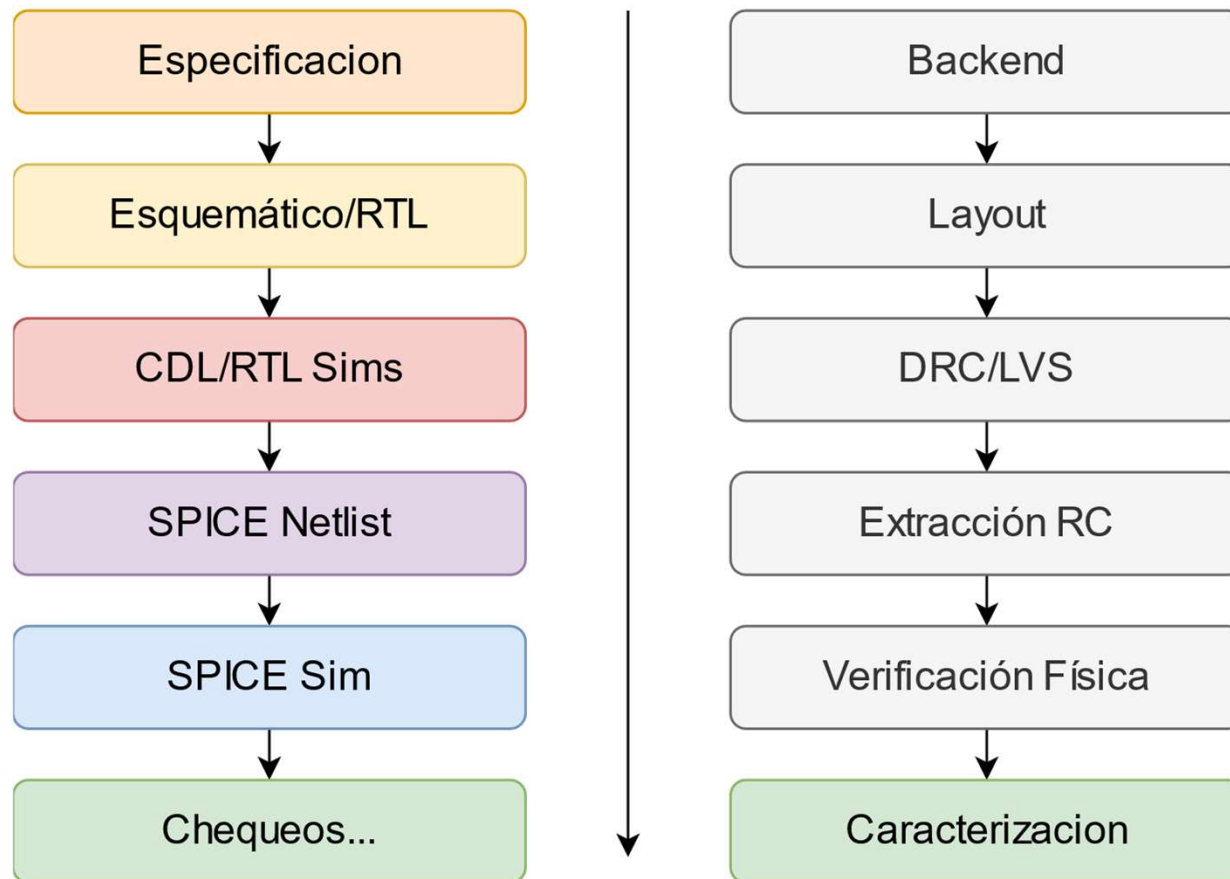 Especificacion
Esquemático/RTL
CDL/RTL Sims
SPICE Netlist
SPICE Sim
Chequeos...
Backend
Layout
DRC/LVS
Extracción RC
Verificación Física
Caracterizacion